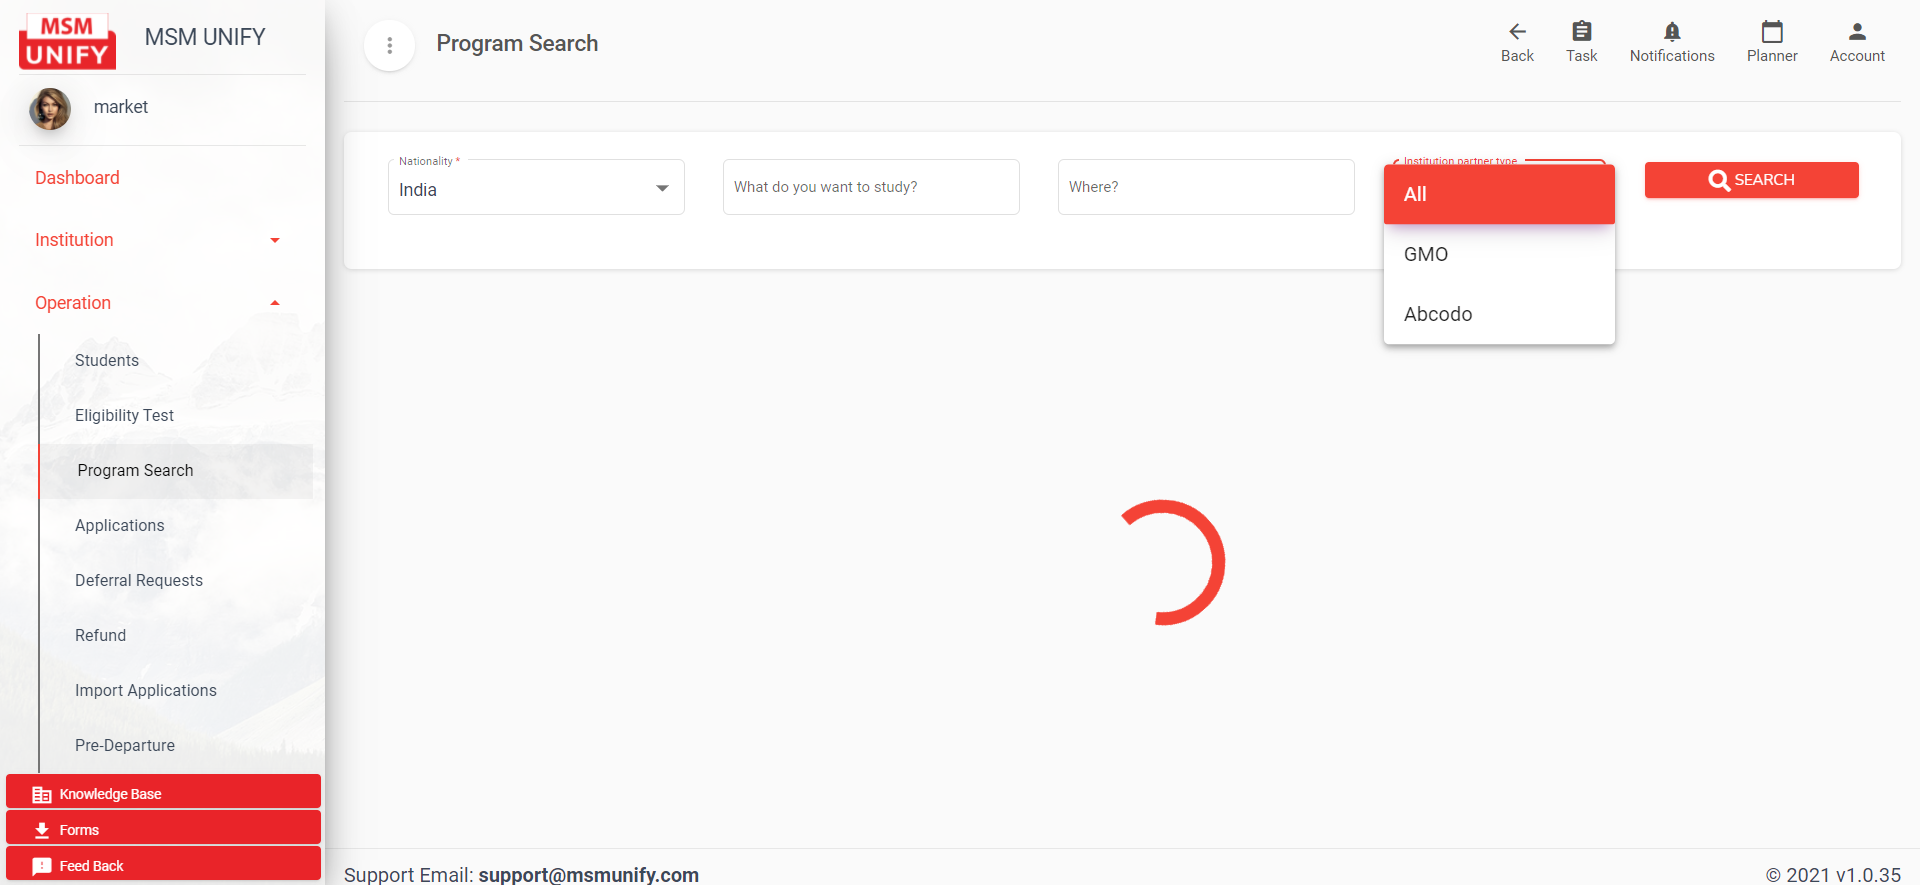 MSM
UNIFY
MSM UNIFY
market
Dashboard
Institution
Operation
Students
Eligibility Test
Program Search
Applications
Deferral Requests
Refund
Import Applications
Pre-Departure
Knowledge Base
Forms
Feed Back
Program Search
Back
Task
Notifications
Planner
Account
Nationality *
India
What do you want to study?
Where?
Institution partner type
All
GMO
Abcodo
SEARCH
Support Email: support@msmunify.com
© 2021 v1.0.35